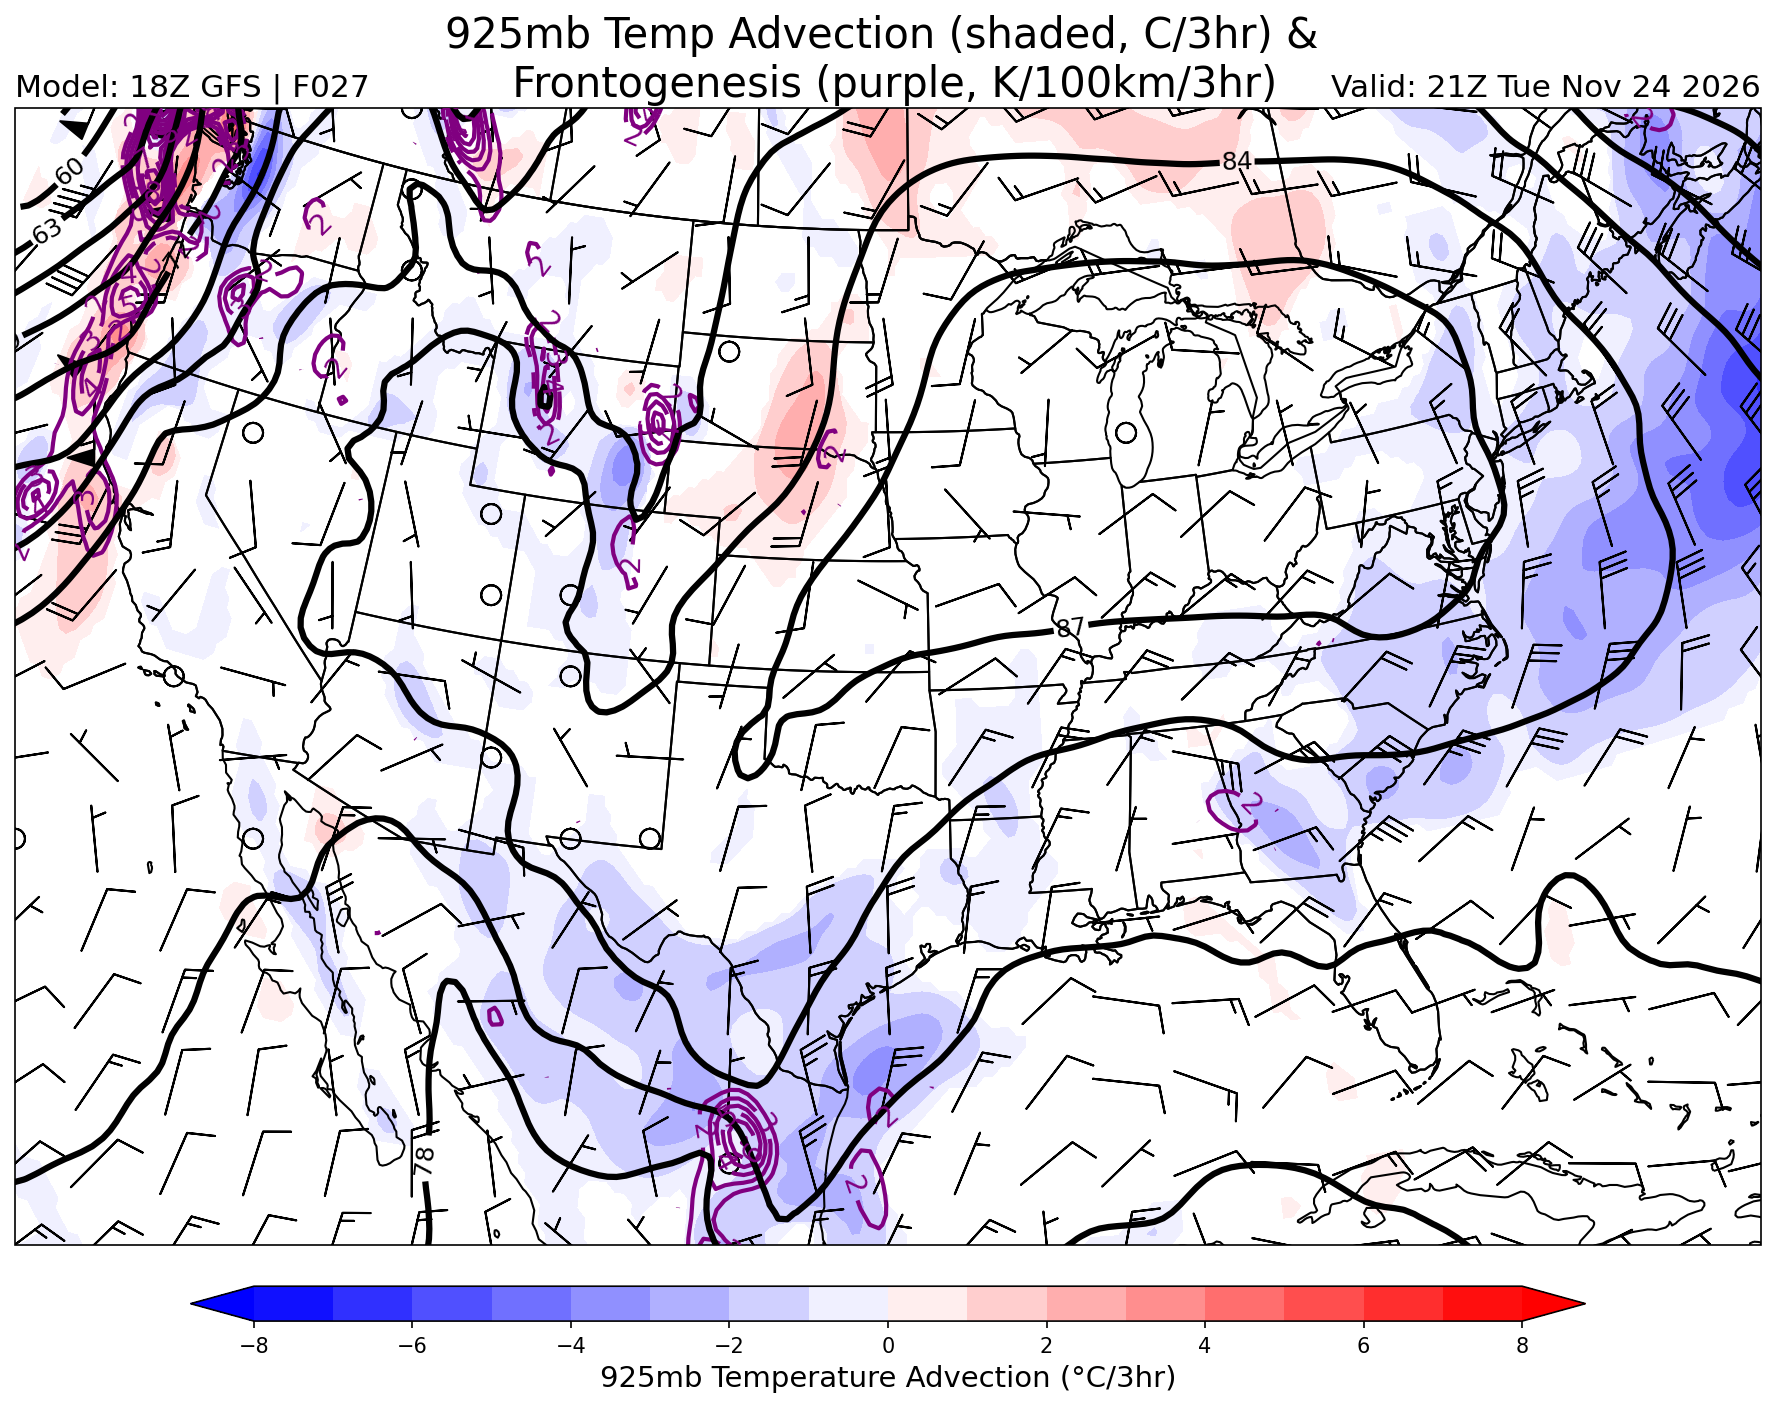 925mb Temp Advection (shaded, C/3hr) &
Model: 18Z GFS | F027
Frontogenesis (purple, K/100km/3hr)
Valid: 21Z Tue Nov 24 2026
60
84
63
87
78
−8 −6 −4 −2 0 2 4 6 8
925mb Temperature Advection (°C/3hr)